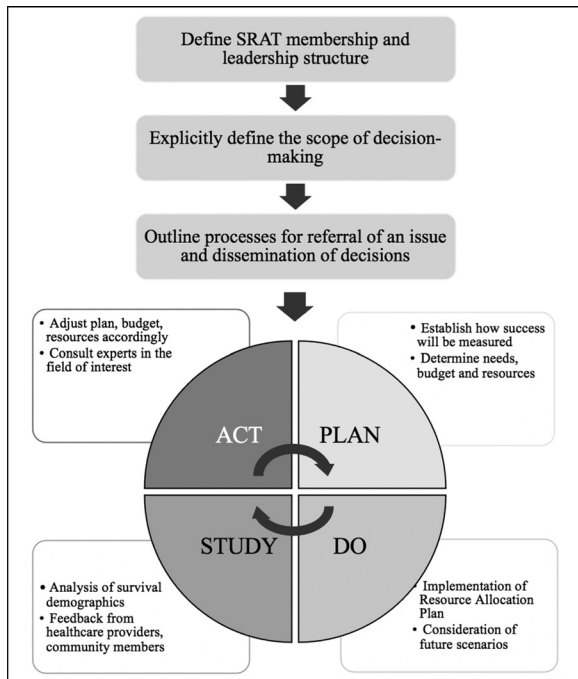 Define SRAT membership and
leadership structure
Explicitly define the scope of decision-
making
Outline processes for referral of an issue
and dissemination of decisions
• Adjust plan, budget,
resources accordingly
• Consult experts in the
field of interest
• Establish how success
will be measured
• Determine needs,
budget and resources
ACT
PLAN
STUDY
DO
• Analysis of survival
demographics
• Feedback from
healthcare providers,
community members
• Implementation of
Resource Allocation
Plan
• Consideration of
future scenarios